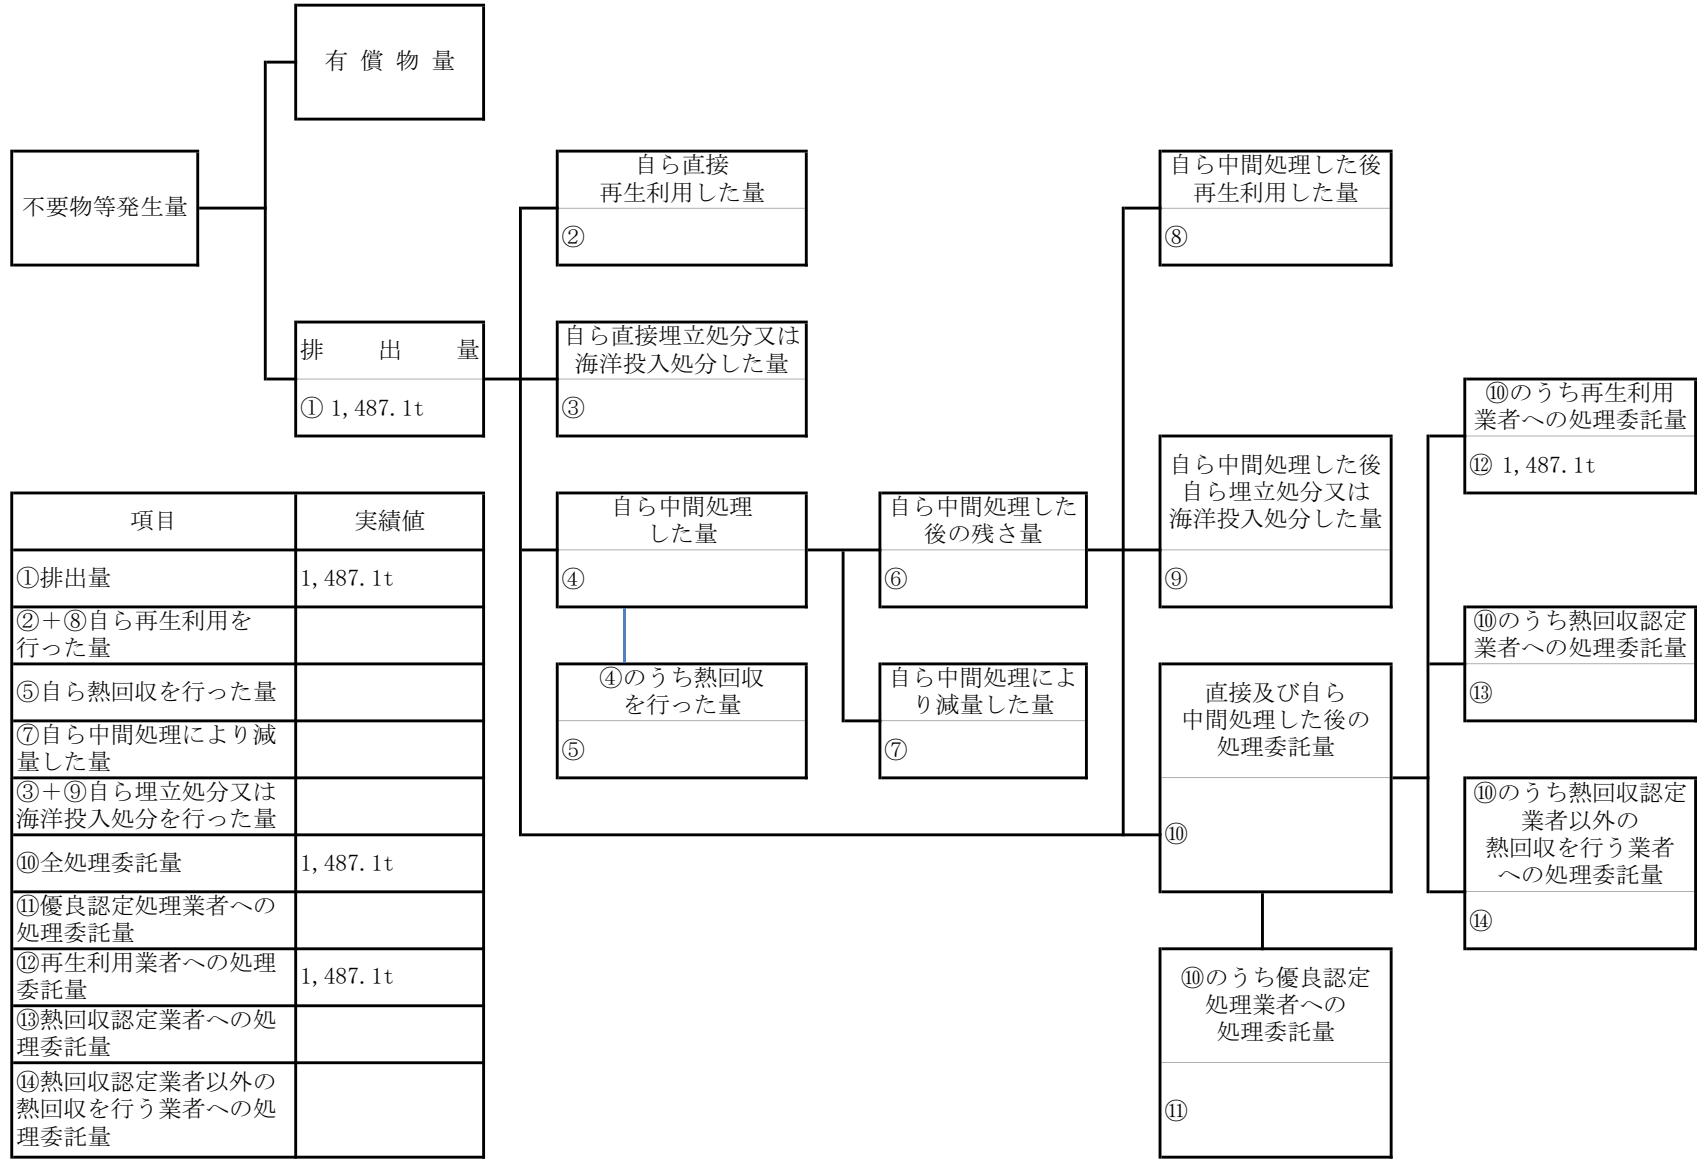 有償物量
不要物等発生量
排出量
① 1,487.1t
自ら直接
再生利用した量
②
自ら直接埋立処分又は
海洋投入処分した量
③
自ら中間処理
した量
④
④のうち熱回収
を行った量
⑤
自ら中間処理した
後の残さ量
⑥
自ら中間処理によ
り減量した量
⑦
自ら中間処理した後
再生利用した量
⑧
自ら中間処理した後
自ら埋立処分又は
海洋投入処分した量
⑨
直接及び自ら
中間処理した後の
処理委託量
⑩
⑩のうち優良認定
処理業者への
処理委託量
⑪
⑩のうち再生利用
業者への処理委託量
⑫ 1,487.1t
⑩のうち熱回収認定
業者への処理委託量
⑬
⑩のうち熱回収認定
業者以外の
熱回収を行う業者
への処理委託量
⑭
項目 実績値
①排出量 1,487.1t
②＋⑧自ら再生利用を
行った量
⑤自ら熱回収を行った量
⑦自ら中間処理により減
量した量
③＋⑨自ら埋立処分又は
海洋投入処分を行った量
⑩全処理委託量 1,487.1t
⑪優良認定処理業者への
処理委託量
⑫再生利用業者への処理
委託量 1,487.1t
⑬熱回収認定業者への処
理委託量
⑭熱回収認定業者以外の
熱回収を行う業者への処
理委託量